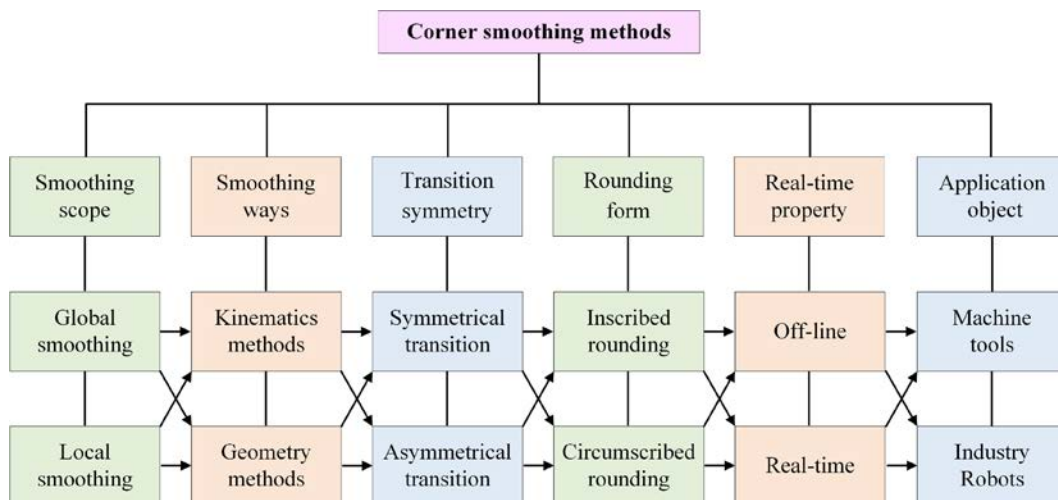 Corner smoothing methods
Smoothing
scope
Smoothing
ways
Transition
symmetry
Rounding
form
Real-time
property
Application
object
Global
smoothing
Kinematics
methods
Symmetrical
transition
Inscribed
rounding
Off-line
Machine
tools
Local
smoothing
Geometry
methods
Asymmetrical
transition
Circumscribed
rounding
Real-time
Industry
Robots